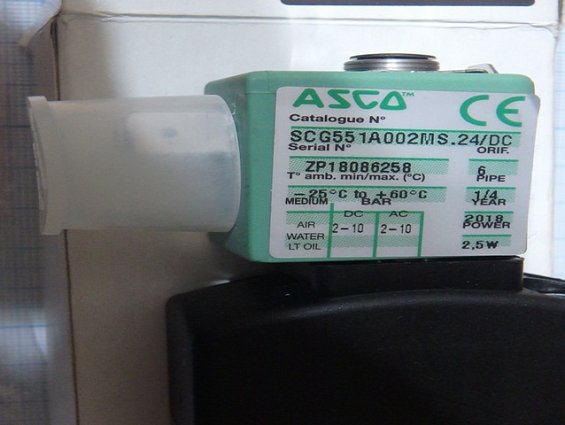 ASCO™
CE
Catalogue N°
SCG551A002MS.24/DC
Serial N° ORIF.
ZP18086258 6
T° amb. min/max. (°C) PIPE
-25°C to +60°C 1/4
MEDIUM BAR YEAR
DC AC 2018
AIR 2-10 2-10 POWER
WATER
LT OIL 2,5W